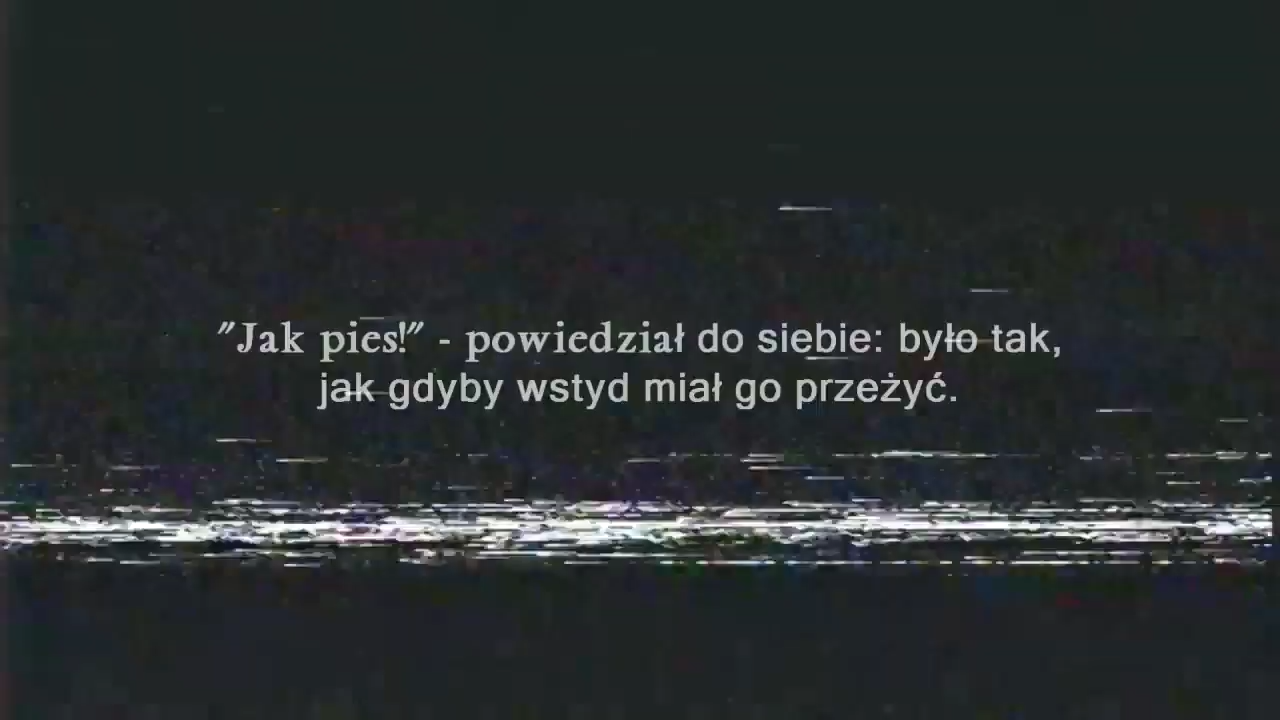 "Jak pies!" - powiedział do siebie: było tak,
jak gdyby wstyd miał go przeżyć.